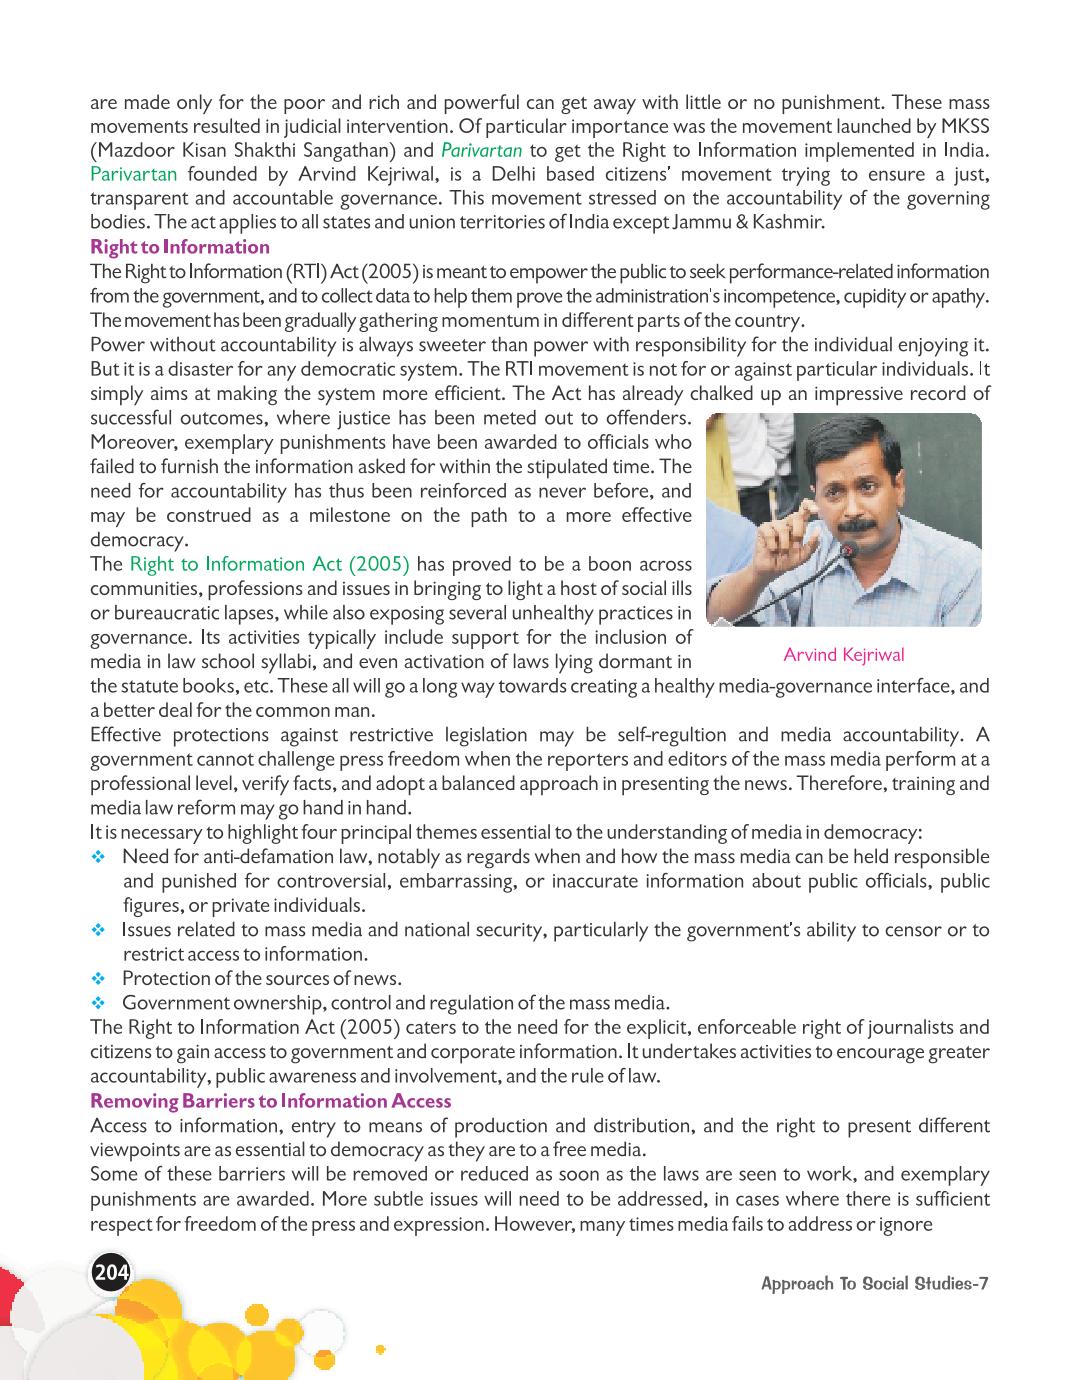 are made only for the poor and rich and powerful can get away with little or no punishment. These mass
movements resulted in judicial intervention. Of particular importance was the movement launched by MKSS
(Mazdoor Kisan Shakthi Sangathan) and Parivartan to get the Right to Information implemented in India.
Parivartan founded by Arvind Kejriwal, is a Delhi based citizens' movement trying to ensure a just,
transparent and accountable governance. This movement stressed on the accountability of the governing
bodies. The act applies to all states and union territories of India except Jammu & Kashmir.
Right to Information
The Right to Information (RTI) Act (2005) is meant to empower the public to seek performance-related information
from the government, and to collect data to help them prove the administration's incompetence, cupidity or apathy.
The movement has been gradually gathering momentum in different parts of the country.
Power without accountability is always sweeter than power with responsibility for the individual enjoying it.
But it is a disaster for any democratic system. The RTI movement is not for or against particular individuals. It
simply aims at making the system more efficient. The Act has already chalked up an impressive record of
successful outcomes, where justice has been meted out to offenders.
Moreover, exemplary punishments have been awarded to officials who
failed to furnish the information asked for within the stipulated time. The
need for accountability has thus been reinforced as never before, and
may be construed as a milestone on the path to a more effective
democracy.
The Right to Information Act (2005) has proved to be a boon across
communities, professions and issues in bringing to light a host of social ills
or bureaucratic lapses, while also exposing several unhealthy practices in
governance. Its activities typically include support for the inclusion of
media in law school syllabi, and even activation of laws lying dormant in
Arvind Kejriwal
the statute books, etc. These all will go a long way towards creating a healthy media-governance interface, and
a better deal for the common man.
Effective protections against restrictive legislation may be self-regultion and media accountability. A
government cannot challenge press freedom when the reporters and editors of the mass media perform at a
professional level, verify facts, and adopt a balanced approach in presenting the news. Therefore, training and
media law reform may go hand in hand.
It is necessary to highlight four principal themes essential to the understanding of media in democracy:
❖ Need for anti-defamation law, notably as regards when and how the mass media can be held responsible
and punished for controversial, embarrassing, or inaccurate information about public officials, public
figures, or private individuals.
❖ Issues related to mass media and national security, particularly the government's ability to censor or to
restrict access to information.
❖ Protection of the sources of news.
❖ Government ownership, control and regulation of the mass media.
The Right to Information Act (2005) caters to the need for the explicit, enforceable right of journalists and
citizens to gain access to government and corporate information. It undertakes activities to encourage greater
accountability, public awareness and involvement, and the rule of law.
Removing Barriers to Information Access
Access to information, entry to means of production and distribution, and the right to present different
viewpoints are as essential to democracy as they are to a free media.
Some of these barriers will be removed or reduced as soon as the laws are seen to work, and exemplary
punishments are awarded. More subtle issues will need to be addressed, in cases where there is sufficient
respect for freedom of the press and expression. However, many times media fails to address or ignore
204
Approach To Social Studies-7